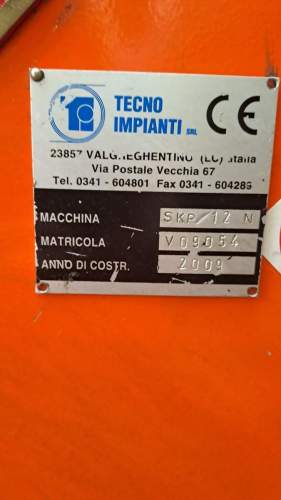 TECNO
IMPIANTI SRL
CE
23857 VALGREGHENTINO (LC) Italia
Via Postale Vecchia 67
Tel. 0341 - 604801 Fax 0341 - 604286
MACCHINA SKP/12 N
MATRICOLA V09054
ANNO DI COSTR. 2009